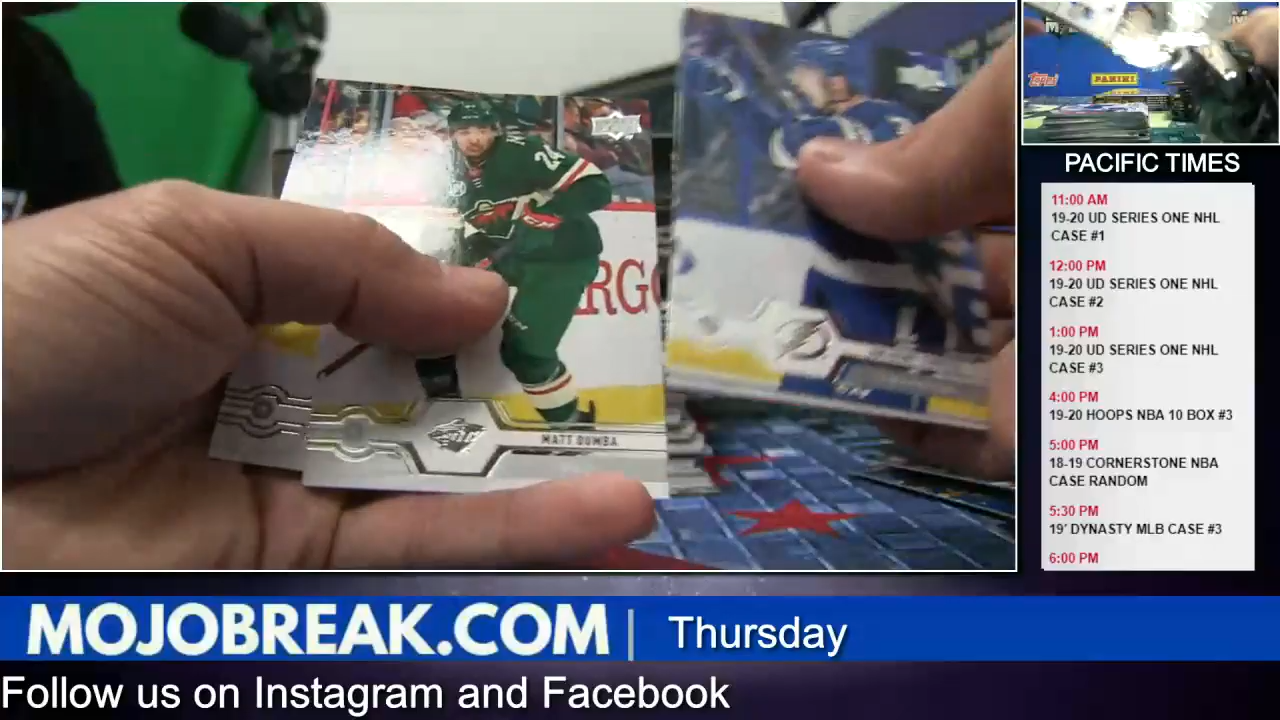 24
MATT DUMBA
Topps
PANINI
PACIFIC TIMES
11:00 AM
19-20 UD SERIES ONE NHL
CASE #1
12:00 PM
19-20 UD SERIES ONE NHL
CASE #2
1:00 PM
19-20 UD SERIES ONE NHL
CASE #3
4:00 PM
19-20 HOOPS NBA 10 BOX #3
5:00 PM
18-19 CORNERSTONE NBA
CASE RANDOM
5:30 PM
19' DYNASTY MLB CASE #3
6:00 PM
MOJOBREAK.COM | Thursday
Follow us on Instagram and Facebook